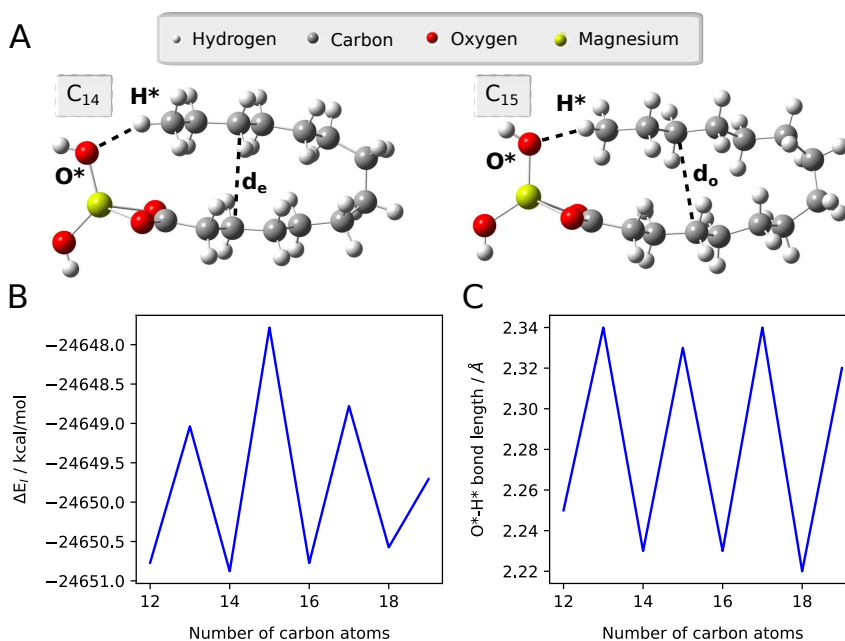 A
Hydrogen Carbon Oxygen Magnesium
C₁₄
H*
O*
dₑ
C₁₅
H*
O*
dₒ
B
ΔEₗ / kcal/mol
−24648.0
−24648.5
−24649.0
−24649.5
−24650.0
−24650.5
−24651.0
12 14 16 18
Number of carbon atoms
C
O*-H* bond length / Å
2.34
2.32
2.30
2.28
2.26
2.24
2.22
12 14 16 18
Number of carbon atoms